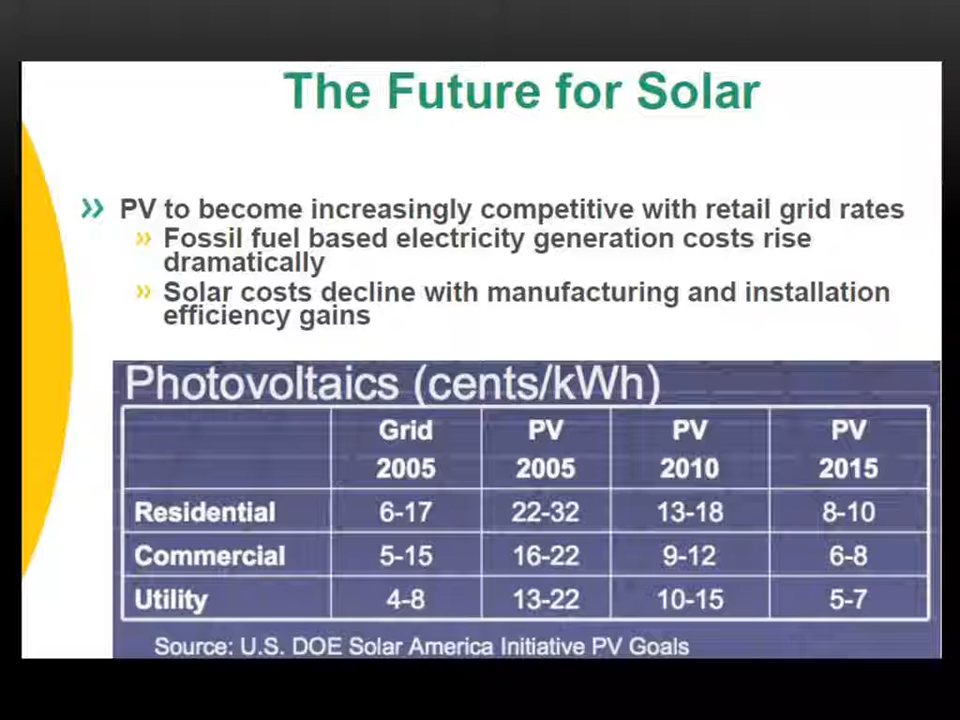 The Future for Solar
» PV to become increasingly competitive with retail grid rates
» Fossil fuel based electricity generation costs rise
dramatically
» Solar costs decline with manufacturing and installation
efficiency gains
Photovoltaics (cents/kWh)
Grid PV PV PV
2005 2005 2010 2015
Residential 6-17 22-32 13-18 8-10
Commercial 5-15 16-22 9-12 6-8
Utility 4-8 13-22 10-15 5-7
Source: U.S. DOE Solar America Initiative PV Goals